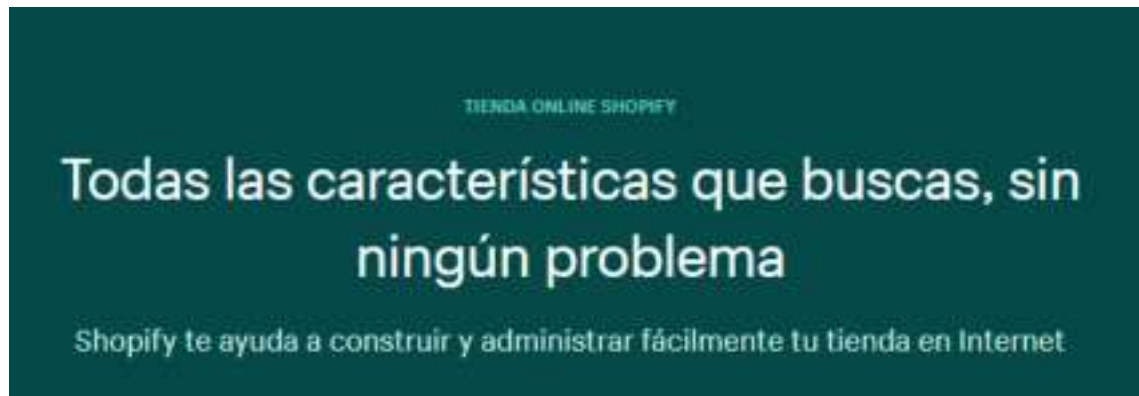 TIENDA ONLINE SHOPIFY
Todas las características que buscas, sin
ningún problema
Shopify te ayuda a construir y administrar fácilmente tu tienda en Internet